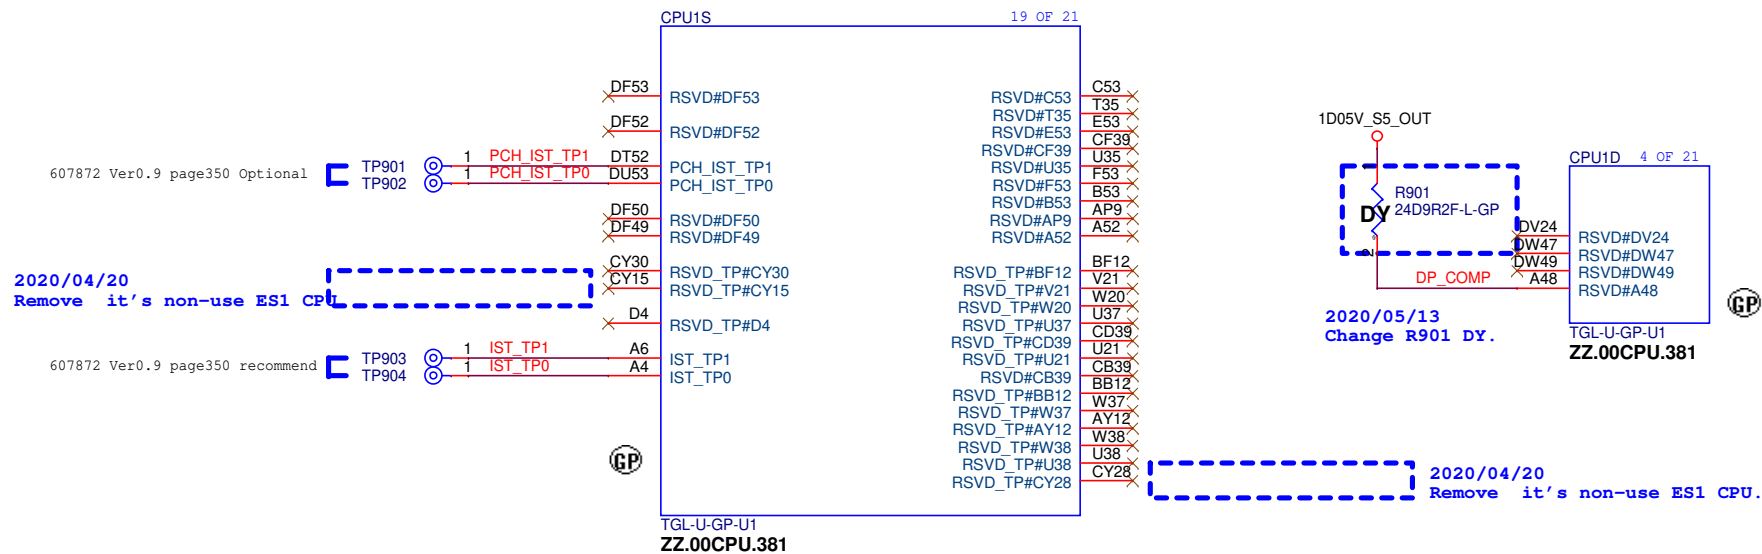 CPU1S
19 OF 21
DF53
RSVD#DF53
DF52
RSVD#DF52
607872 Ver0.9 page350 Optional
TP901
1
PCH_IST_TP1
DT52
PCH_IST_TP1
TP902
1
PCH_IST_TP0
DU53
PCH_IST_TP0
DF50
RSVD#DF50
DF49
RSVD#DF49
2020/04/20
Remove it's non-use ES1 CPU.
CY30
RSVD_TP#CY30
CY15
RSVD_TP#CY15
D4
RSVD_TP#D4
607872 Ver0.9 page350 recommend
TP903
1
IST_TP1
A6
IST_TP1
TP904
1
IST_TP0
A4
IST_TP0
RSVD#C53
C53
RSVD#T35
T35
RSVD#E53
E53
RSVD#CF39
CF39
RSVD#U35
U35
RSVD#F53
F53
RSVD#B53
B53
RSVD#AP9
AP9
RSVD#A52
A52
RSVD_TP#BF12
BF12
RSVD_TP#V21
V21
RSVD_TP#W20
W20
RSVD_TP#U37
U37
RSVD_TP#CD39
CD39
RSVD_TP#U21
U21
RSVD#CB39
CB39
RSVD_TP#BB12
BB12
RSVD_TP#W37
W37
RSVD_TP#AY12
AY12
RSVD_TP#W38
W38
RSVD_TP#U38
U38
RSVD_TP#CY28
CY28
GP
TGL-U-GP-U1
ZZ.00CPU.381
2020/04/20
Remove it's non-use ES1 CPU.
1D05V_S5_OUT
1
R901
24D9R2F-L-GP
DY
2
DP_COMP
2020/05/13
Change R901 DY.
CPU1D
4 OF 21
DV24
RSVD#DV24
DW47
RSVD#DW47
DW49
RSVD#DW49
A48
RSVD#A48
GP
TGL-U-GP-U1
ZZ.00CPU.381